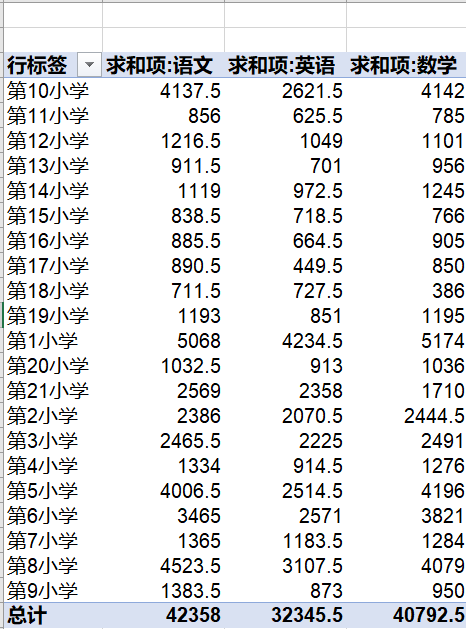 行标签 求和项:语文 求和项:英语 求和项:数学
第10小学 4137.5 2621.5 4142
第11小学 856 625.5 785
第12小学 1216.5 1049 1101
第13小学 911.5 701 956
第14小学 1119 972.5 1245
第15小学 838.5 718.5 766
第16小学 885.5 664.5 905
第17小学 890.5 449.5 850
第18小学 711.5 727.5 386
第19小学 1193 851 1195
第1小学 5068 4234.5 5174
第20小学 1032.5 913 1036
第21小学 2569 2358 1710
第2小学 2386 2070.5 2444.5
第3小学 2465.5 2225 2491
第4小学 1334 914.5 1276
第5小学 4006.5 2514.5 4196
第6小学 3465 2571 3821
第7小学 1365 1183.5 1284
第8小学 4523.5 3107.5 4079
第9小学 1383.5 873 950
总计 42358 32345.5 40792.5